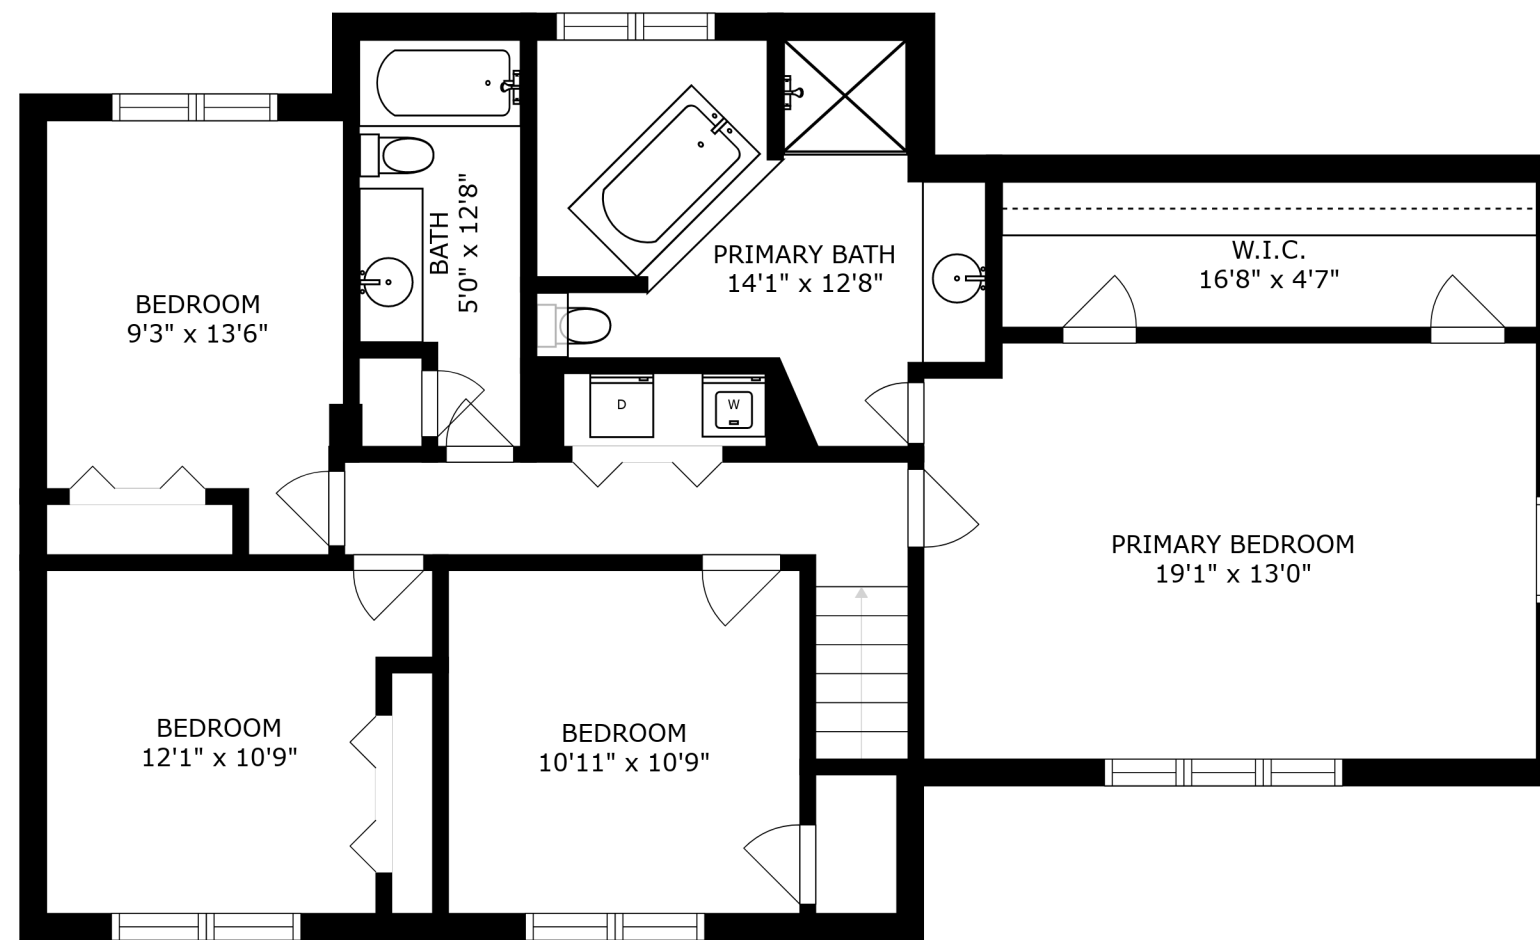 BATH
5'0" x 12'8"
PRIMARY BATH
14'1" x 12'8"
W.I.C.
16'8" x 4'7"
BEDROOM
9'3" x 13'6"
D
W
PRIMARY BEDROOM
19'1" x 13'0"
BEDROOM
12'1" x 10'9"
BEDROOM
10'11" x 10'9"